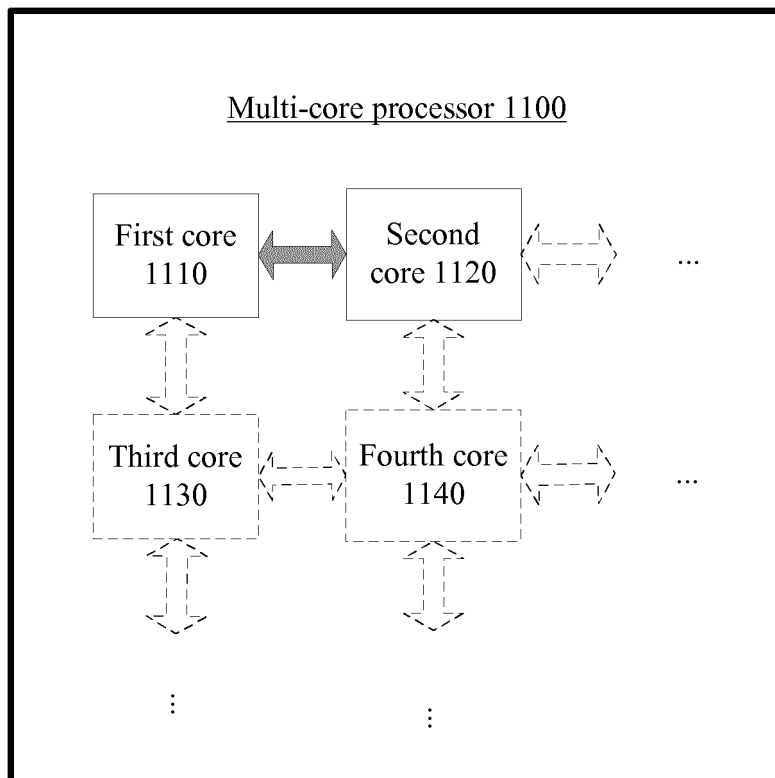 Multi-core processor 1100
First core
1110
Second
core 1120
...
Third core
1130
Fourth core
1140
...
⋮
⋮